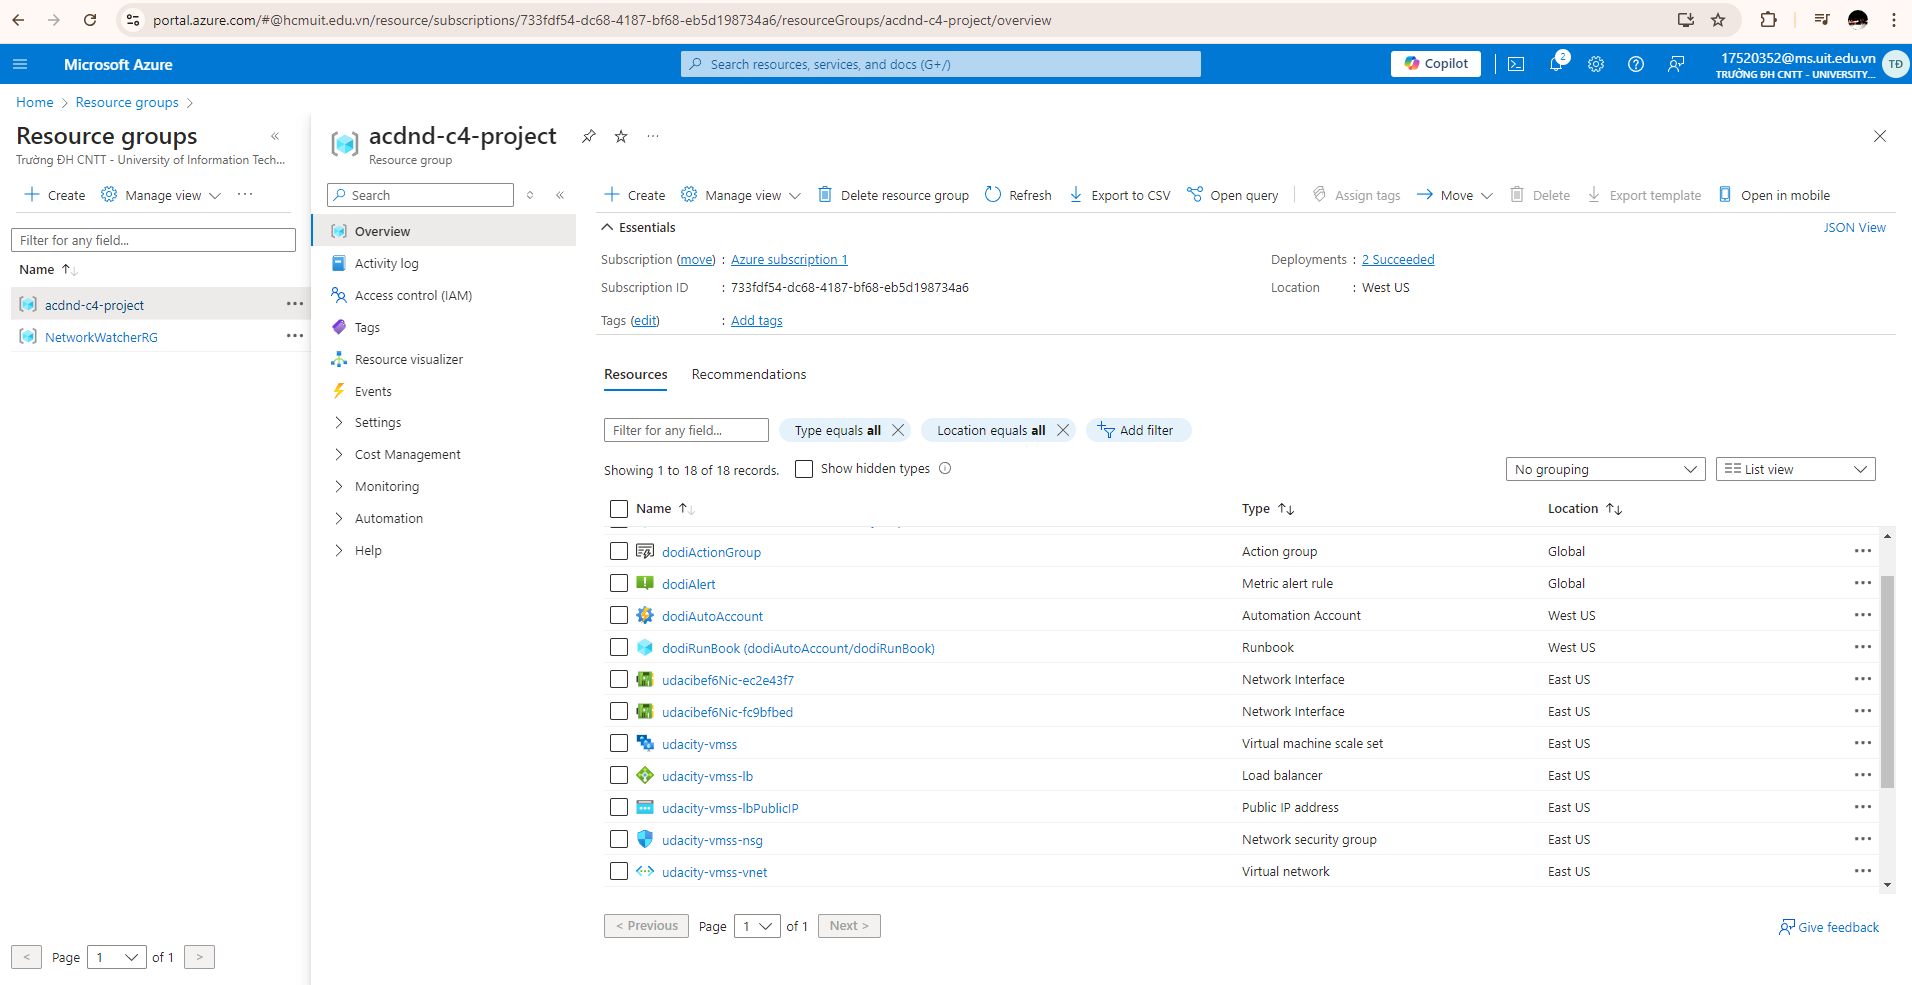 portal.azure.com/#@hcmuit.edu.vn/resource/subscriptions/733fdf54-dc68-4187-bf68-eb5d198734a6/resourceGroups/acdnd-c4-project/overview
Microsoft Azure
Search resources, services, and docs (G+/)
Copilot
2
17520352@ms.uit.edu.vn
TRƯỜNG ĐH CNTT - UNIVERSITY...
TĐ
Home > Resource groups >
Resource groups
Trường ĐH CNTT - University of Information Tech...
Create Manage view
Filter for any field...
Name
acdnd-c4-project
NetworkWatcherRG
< Page 1 of 1 >
acdnd-c4-project
Resource group
Search
Overview
Activity log
Access control (IAM)
Tags
Resource visualizer
Events
Settings
Cost Management
Monitoring
Automation
Help
Create Manage view Delete resource group Refresh Export to CSV Open query Assign tags Move Delete Export template Open in mobile
Essentials
JSON View
Subscription (move) : Azure subscription 1
Subscription ID : 733fdf54-dc68-4187-bf68-eb5d198734a6
Tags (edit) : Add tags
Deployments : 2 Succeeded
Location : West US
Resources Recommendations
Filter for any field... Type equals all Location equals all Add filter
Showing 1 to 18 of 18 records. Show hidden types No grouping List view
Name Type Location
dodiActionGroup Action group Global
dodiAlert Metric alert rule Global
dodiAutoAccount Automation Account West US
dodiRunBook (dodiAutoAccount/dodiRunBook) Runbook West US
udacibef6Nic-ec2e43f7 Network Interface East US
udacibef6Nic-fc9bfbed Network Interface East US
udacity-vmss Virtual machine scale set East US
udacity-vmss-lb Load balancer East US
udacity-vmss-lbPublicIP Public IP address East US
udacity-vmss-nsg Network security group East US
udacity-vmss-vnet Virtual network East US
< Previous Page 1 of 1 Next >
Give feedback